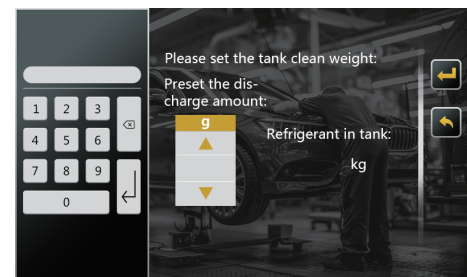 Please set the tank clean weight:
Preset the dis-
charge amount:
g
Refrigerant in tank:
kg
1 2 3
4 5 6
7 8 9
0